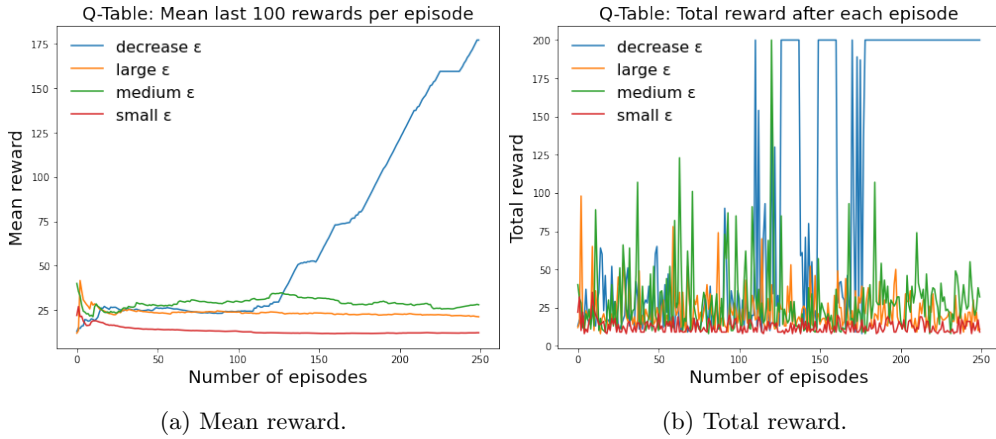 Q-Table: Mean last 100 rewards per episode
175
150
125
100
75
50
25
0
50
100
150
200
250
Mean reward
Number of episodes
decrease ε
large ε
medium ε
small ε
(a) Mean reward.
Q-Table: Total reward after each episode
200
175
150
125
100
75
50
25
0
0
50
100
150
200
250
Total reward
Number of episodes
decrease ε
large ε
medium ε
small ε
(b) Total reward.